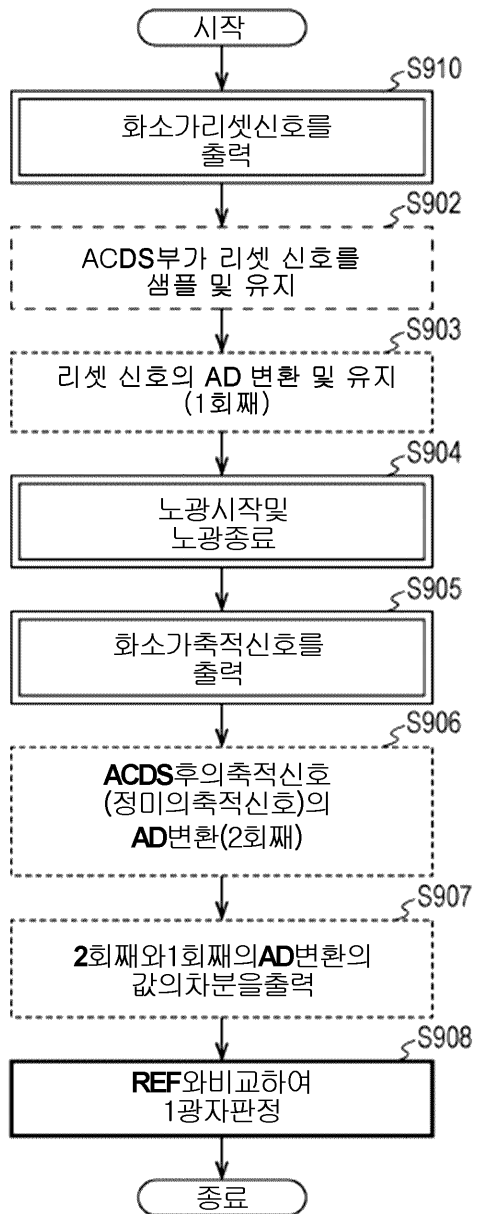 시작
S910
화소가리셋신호를
출력
S902
ACDS부가 리셋 신호를
샘플 및 유지
S903
리셋 신호의 AD 변환 및 유지
(1회째)
S904
노광시작및
노광종료
S905
화소가축적신호를
출력
S906
ACDS후의축적신호
(정미의축적신호)의
AD변환(2회째)
S907
2회째와1회째의AD변환의
값의차분을출력
S908
REF와비교하여
1광자판정
종료